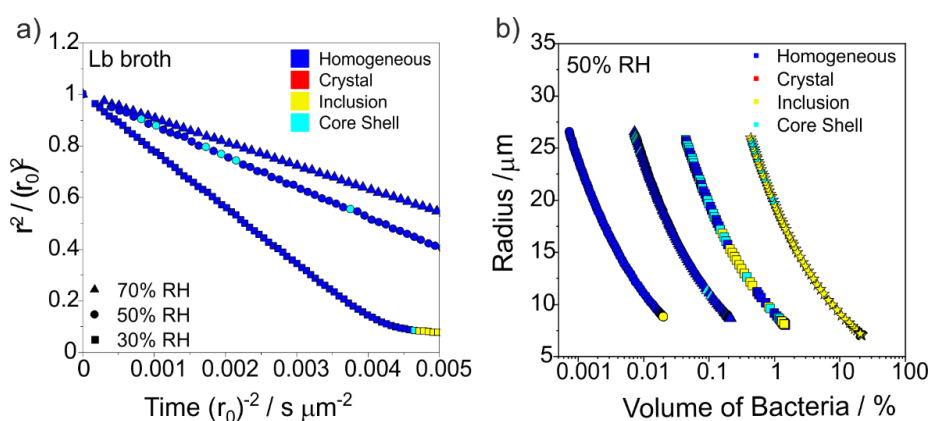 a)
Lb broth
Homogeneous
Crystal
Inclusion
Core Shell
70% RH
50% RH
30% RH
1.2
1
0.8
0.6
0.4
0.2
0
r² / (r₀)²
0
0.001
0.002
0.003
0.004
0.005
Time (r₀)⁻² / s μm⁻²
b)
50% RH
Homogeneous
Crystal
Inclusion
Core Shell
35
25
15
5
Radius /μm
0.001
0.01
0.1
1
10
100
Volume of Bacteria / %